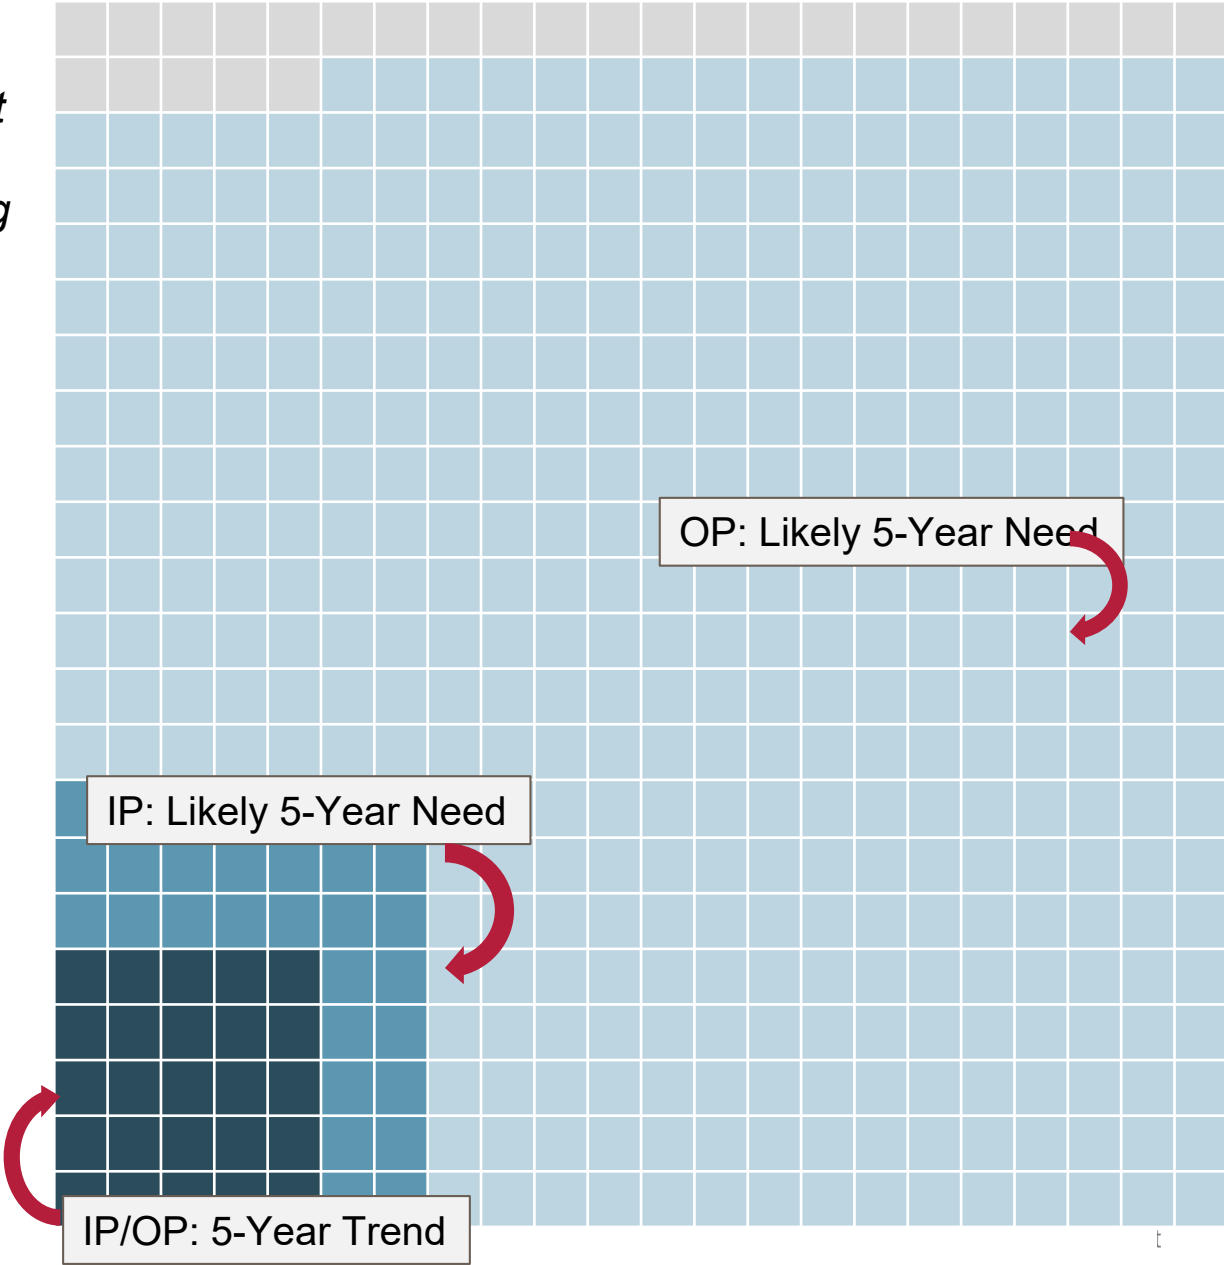 t
g
OP: Likely 5-Year Need
IP: Likely 5-Year Need
IP/OP: 5-Year Trend
t